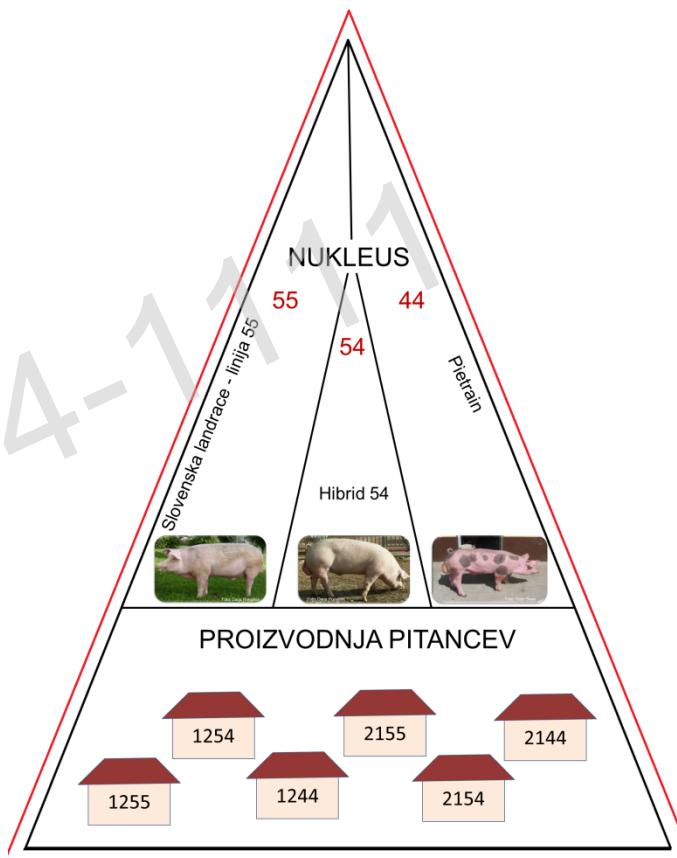 NUKLEUS
55
44
54
Slovenska landrace - linija 55
Pietrain
4-1111
Hibrid 54
PROIZVODNJA PITANCEV
1254
2155
2144
1255
1244
2154